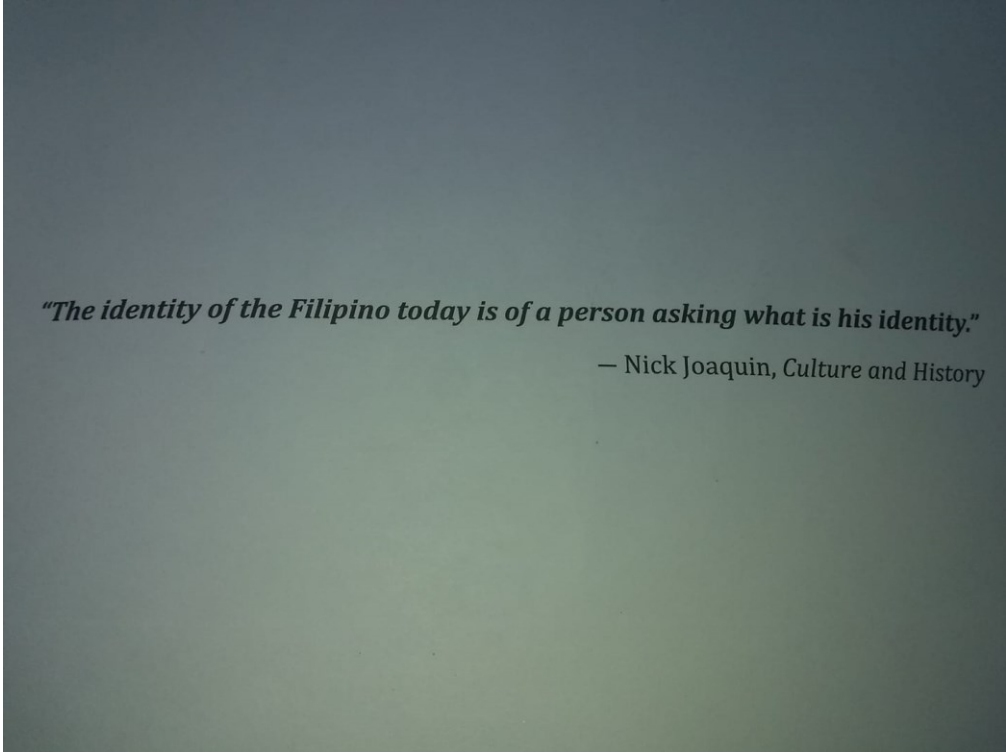 “The identity of the Filipino today is of a person asking what is his identity.”
— Nick Joaquin, Culture and History